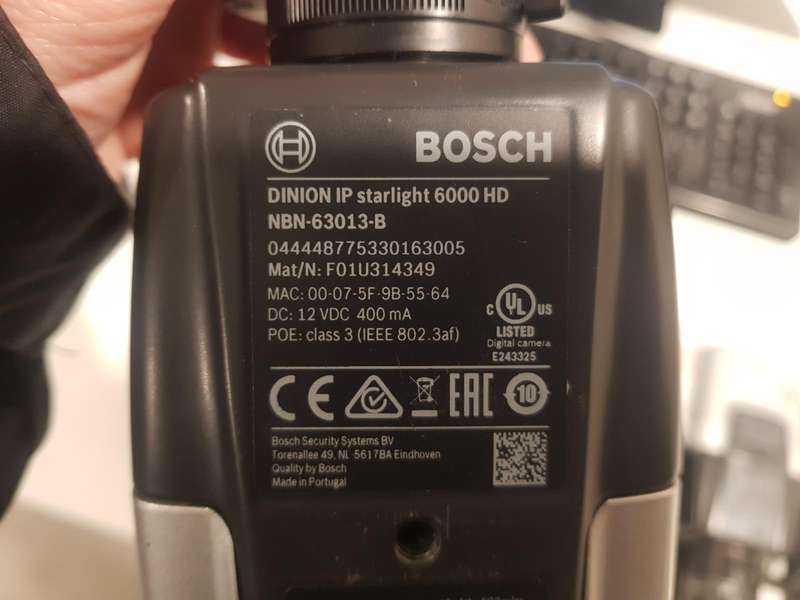 BOSCH
DINION IP starlight 6000 HD
NBN-63013-B
044448775330163005
Mat/N: F01U314349
MAC: 00-07-5F-9B-55-64
DC: 12 VDC 400 mA
POE: class 3 (IEEE 802.3af)
C UL US
LISTED
Digital camera
E243325
CE
EAC
10
Bosch Security Systems BV
Torenallee 49, NL-5617BA Eindhoven
Quality by Bosch
Made in Portugal